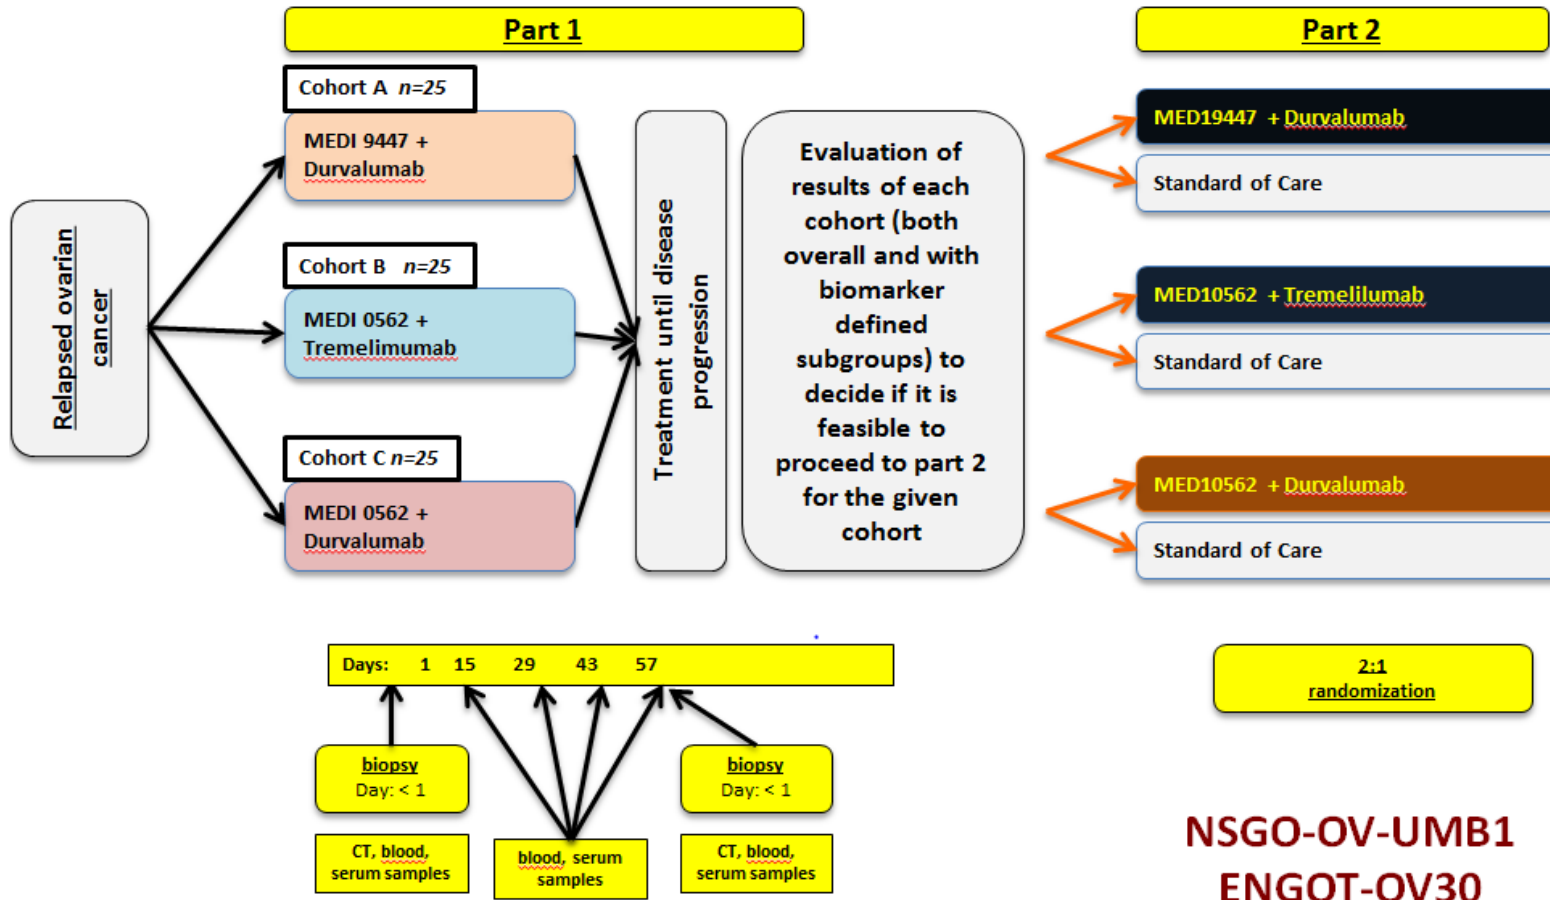 Part 1
Part 2
Relapsed ovarian
cancer
Cohort A n=25
MEDI 9447 +
Durvalumab
Cohort B n=25
MEDI 0562 +
Tremelimumab
Cohort C n=25
MEDI 0562 +
Durvalumab
Treatment until disease
progression
Evaluation of
results of each
cohort (both
overall and with
biomarker
defined
subgroups) to
decide if it is
feasible to
proceed to part 2
for the given
cohort
MED19447 + Durvalumab
Standard of Care
MED10562 + Tremelilumab
Standard of Care
MED10562 + Durvalumab
Standard of Care
Days: 1 15 29 43 57
biopsy
Day: < 1
CT, blood,
serum samples
blood, serum
samples
biopsy
Day: < 1
CT, blood,
serum samples
2:1
randomization
NSGO-OV-UMB1
ENGOT-OV30